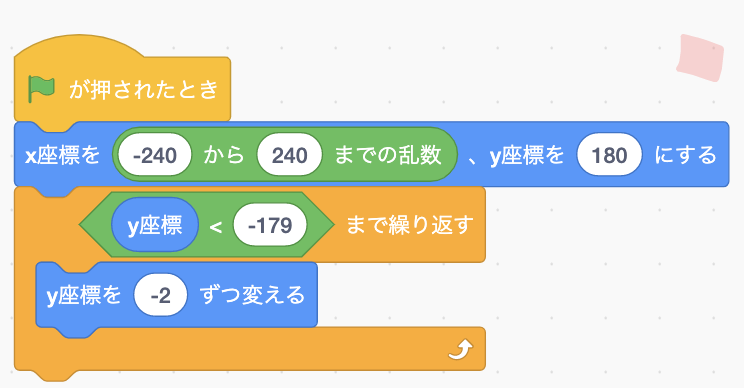 が押されたとき
x座標を -240 から 240 までの乱数 、y座標を 180 にする
y座標 < -179 まで繰り返す
y座標を -2 ずつ変える